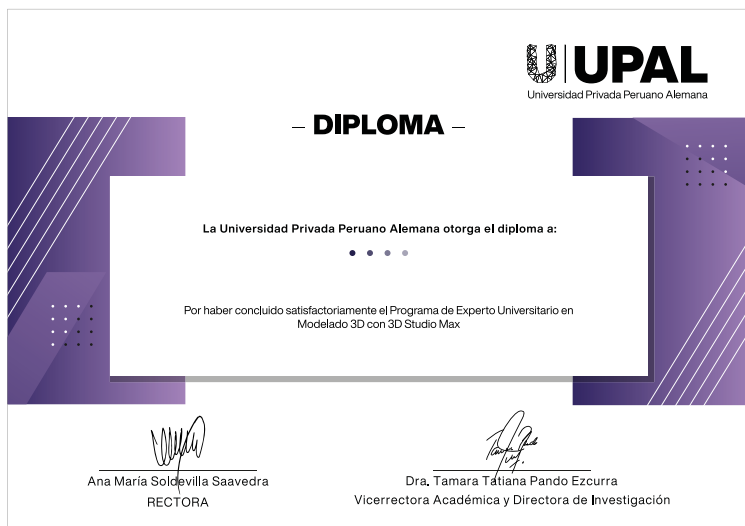 UPAL
Universidad Privada Peruano Alemana
– DIPLOMA –
La Universidad Privada Peruano Alemana otorga el diploma a:
Por haber concluido satisfactoriamente el Programa de Experto Universitario en
Modelado 3D con 3D Studio Max
Ana María Soldevilla Saavedra
RECTORA
Dra. Tamara Tatiana Pando Ezcurra
Vicerrectora Académica y Directora de Investigación